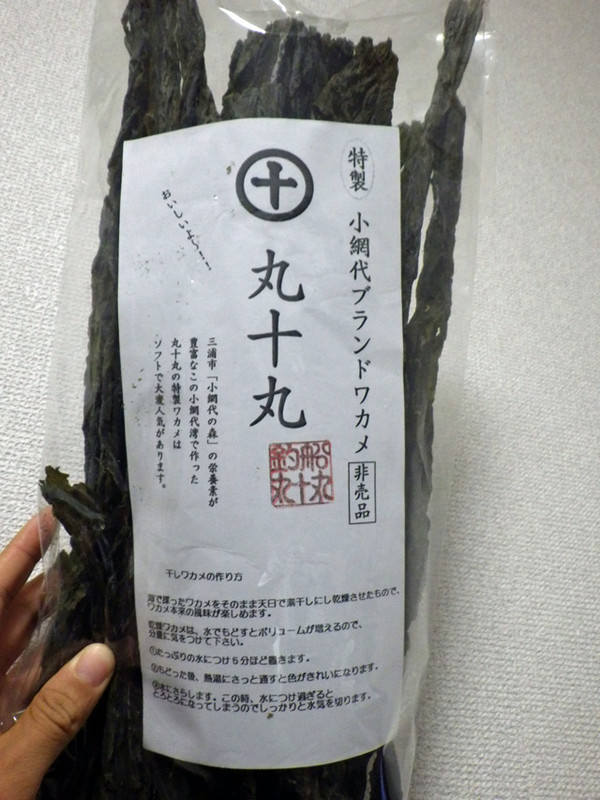 特製
小網代ブランドワカメ
非売品
十
丸十丸
船丸
十
釣丸
おいしいよ〜!!
三浦市「小網代の森」の栄養素が
豊富なこの小網代湾で作った
丸十丸の特製ワカメは
ソフトで大変人気があります。
干しワカメの作り方
で採ったワカメをそのまま天日で素干しにし乾燥させたもので、
ワカメ本来の風味が楽しめます。
乾燥ワカメは、水でもどすとボリュームが増えるので、
分量に気をつけて下さい。
①たっぷりの水につけ5分ほど置きます。
②もどった後、熱湯にさっと通すと色がきれいになります。
③水にさらします。この時、水につけ過ぎると
とろとろになってしまうのでしっかりと水気を切ります。